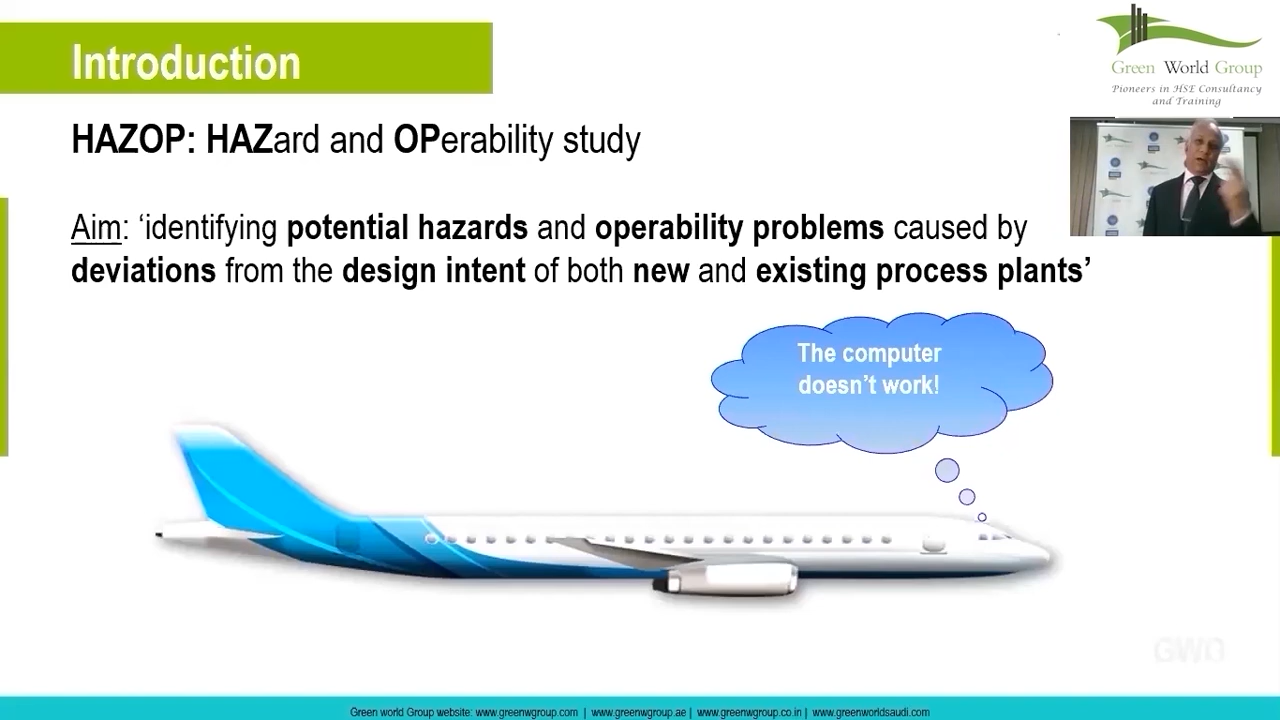 Introduction
Green World Group
Pioneers in HSE Consultancy
and Training
HAZOP: HAZard and OPerability study
Aim: ‘identifying potential hazards and operability problems caused by
deviations from the design intent of both new and existing process plants’
The computer
doesn’t work!
GWG
Green world Group website: www.greenwgroup.com | www.greenwgroup.ae | www.greenwgroup.co.in | www.greenworldsaudi.com